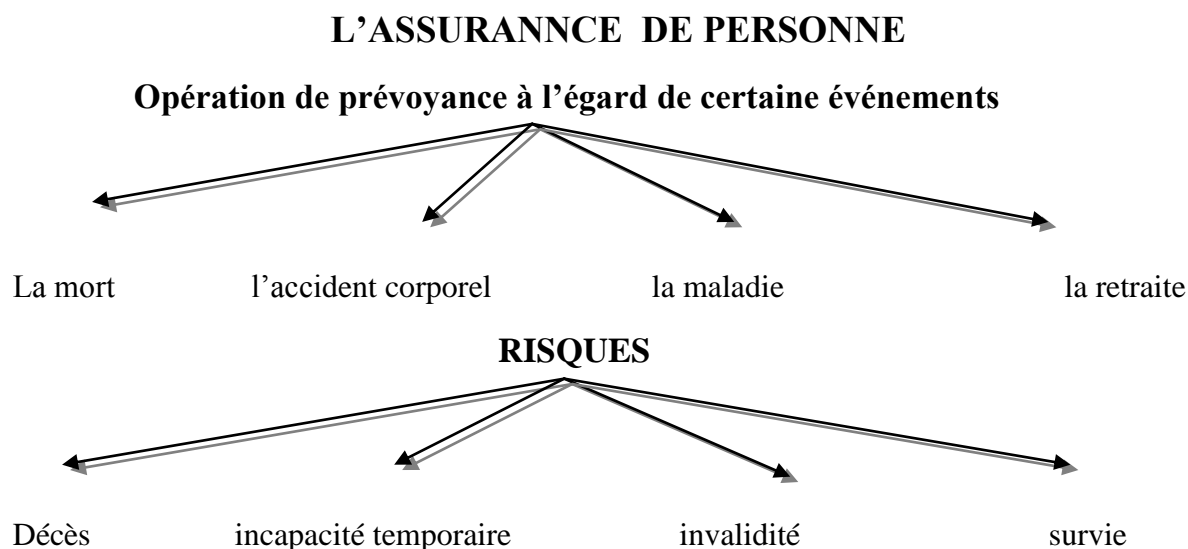 L’ASSURANNCE DE PERSONNE
Opération de prévoyance à l’égard de certaine événements
La mort l’accident corporel la maladie la retraite
RISQUES
Décès incapacité temporaire invalidité survie